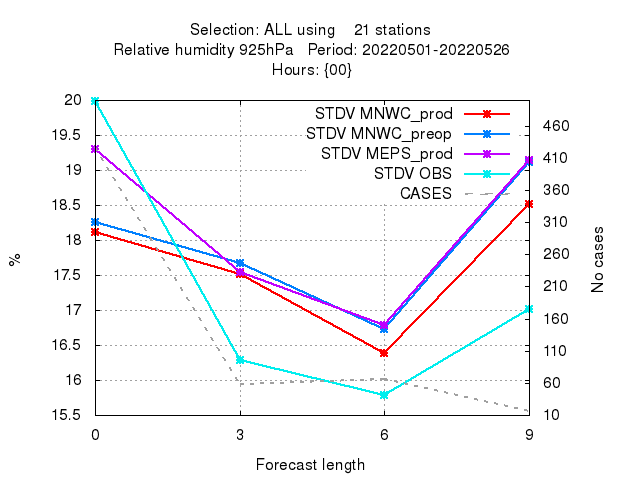 Selection: ALL using    21 stations
Relative humidity 925hPa   Period: 20220501-20220526
Hours: {00}
STDV MNWC_prod
STDV MNWC_preop
STDV MEPS_prod
STDV OBS
CASES
20
19.5
19
18.5
18
17.5
17
16.5
16
15.5
%
460
410
360
310
260
210
160
110
60
10
No cases
0 3 6 9
Forecast length